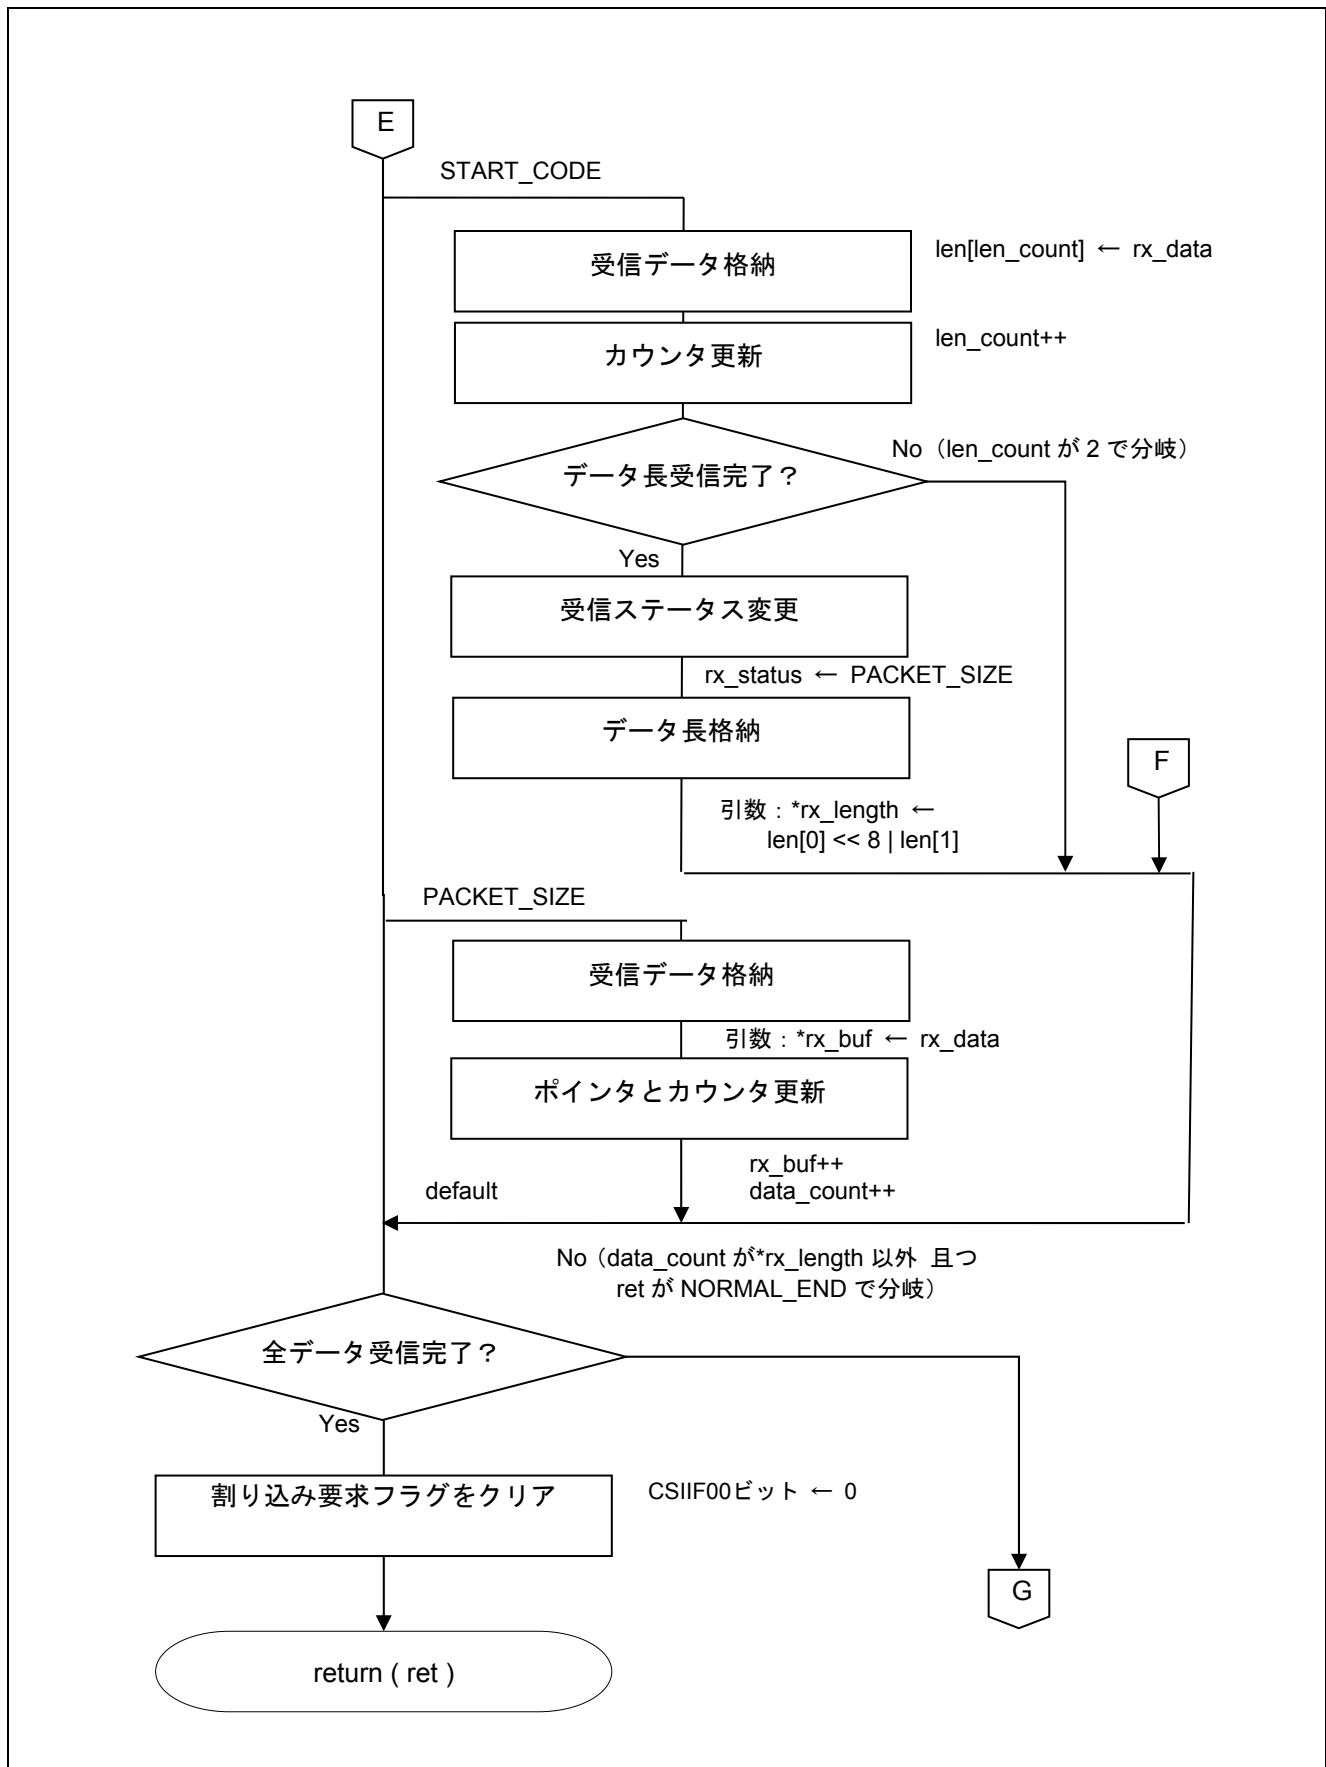 E
START_CODE
受信データ格納
len[len_count] ← rx_data
カウンタ更新
len_count++
No（len_count が 2 で分岐）
データ長受信完了？
Yes
受信ステータス変更
rx_status ← PACKET_SIZE
データ長格納
F
引数：*rx_length ←
len[0] << 8 | len[1]
PACKET_SIZE
受信データ格納
引数：*rx_buf ← rx_data
ポインタとカウンタ更新
rx_buf++
default
data_count++
No（data_count が*rx_length 以外 且つ
ret が NORMAL_END で分岐）
全データ受信完了？
Yes
割り込み要求フラグをクリア
CSIIF00ビット ← 0
G
return ( ret )